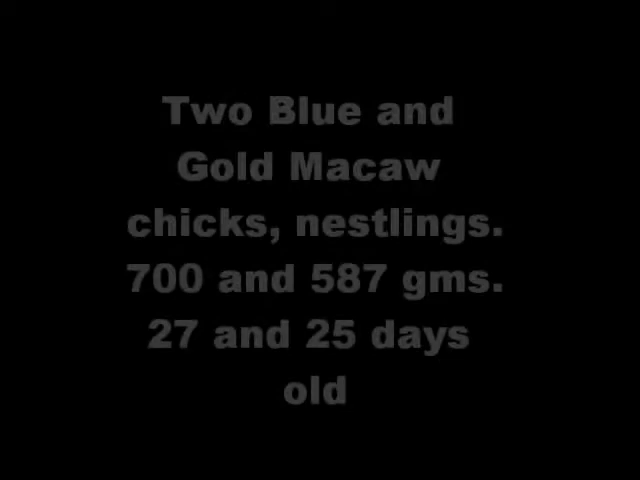 Two Blue and
Gold Macaw
chicks, nestlings.
700 and 587 gms.
27 and 25 days
old